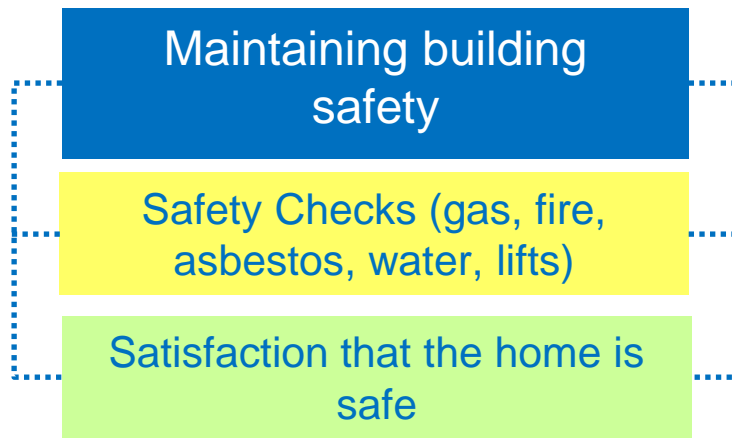 Maintaining building
safety
Safety Checks (gas, fire,
asbestos, water, lifts)
Satisfaction that the home is
safe